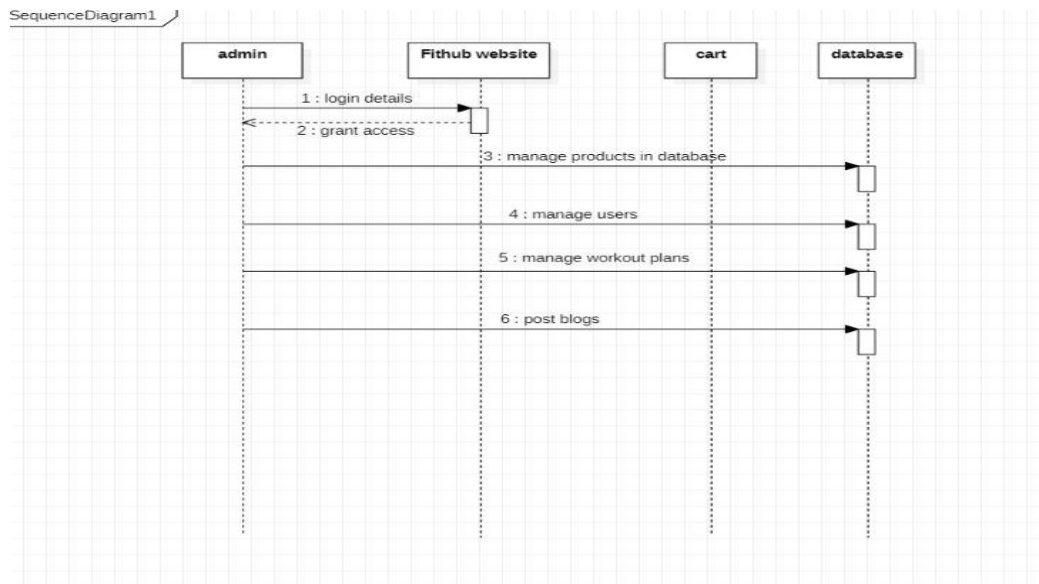 SequenceDiagram1
admin
Fithub website
cart
database
1 : login details
2 : grant access
3 : manage products in database
4 : manage users
5 : manage workout plans
6 : post blogs